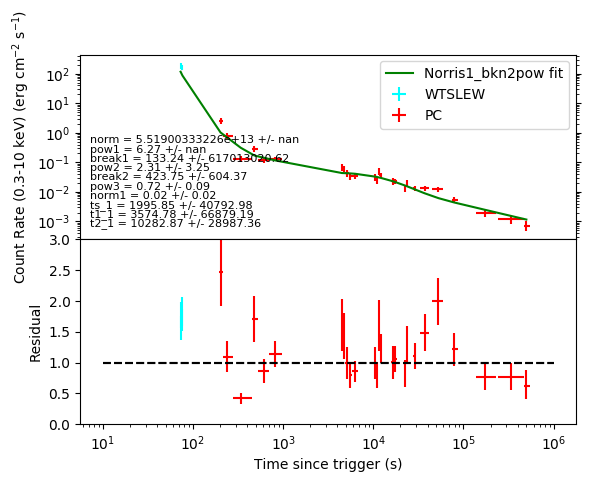 Count Rate (0.3-10 keV) (erg cm⁻² s⁻¹)
10²
10¹
10⁰
10⁻¹
10⁻²
10⁻³
Norris1_bkn2pow fit
WTSLEW
PC
norm = 5.51900333226e+13 +/- nan
pow1 = 6.27 +/- nan
break1 = 133.24 +/- 617013020.62
pow2 = 2.31 +/- 3.25
break2 = 423.75 +/- 604.37
pow3 = 0.72 +/- 0.09
norm1 = 0.02 +/- 0.02
ts_1 = 1995.85 +/- 40792.98
t1_1 = 3574.78 +/- 66879.19
t2_1 = 10282.87 +/- 28987.36
Residual
3.0
2.5
2.0
1.5
1.0
0.5
0.0
10¹ 10² 10³ 10⁴ 10⁵ 10⁶
Time since trigger (s)